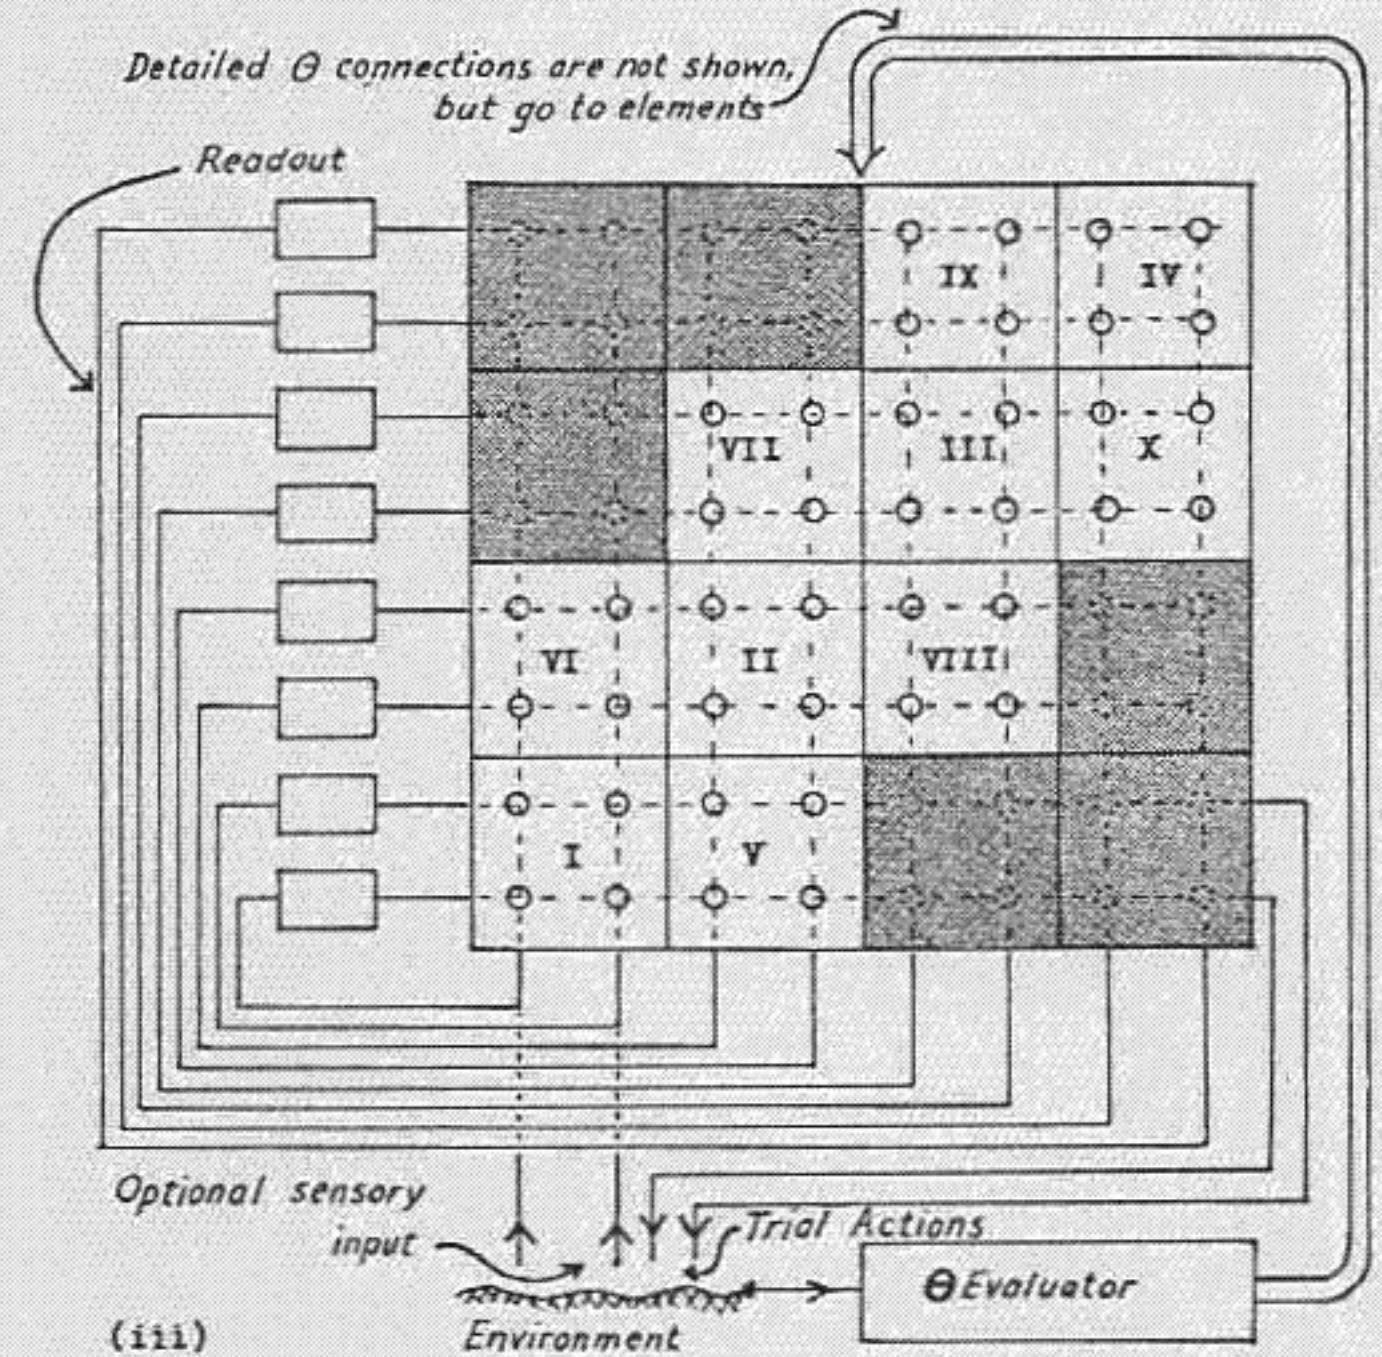 Detailed Θ connections are not shown,
but go to elements
Readout
IX
IV
VII
III
X
VI
II
VIII
I
V
Optional sensory
input
Trial Actions
Θ Evaluator
Environment
(iii)